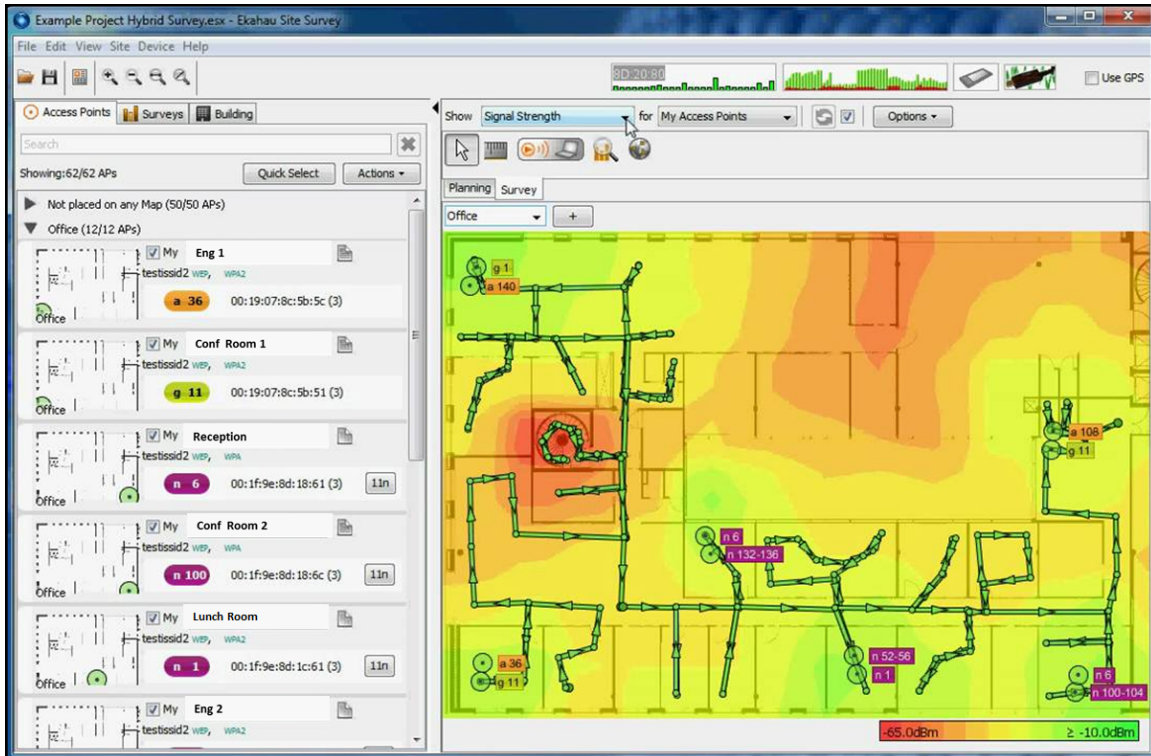 Example Project Hybrid Survey.esx - Ekahau Site Survey
File Edit View Site Device Help
8D 20:80
Use GPS
Access Points Surveys Building
Show Signal Strength for My Access Points Options
Search
Showing:62/62 APs Quick Select Actions
Planning Survey
Office +
Not placed on any Map (50/50 APs)
Office (12/12 APs)
My Eng 1
testissid2 WEP, WPA2
a 36 00:19:07:8c:5b:5c (3)
Office
My Conf Room 1
testissid2 WEP, WPA2
g 11 00:19:07:8c:5b:51 (3)
Office
My Reception
testissid2 WEP, WPA
n 6 00:1f:9e:8d:18:61 (3) 11n
Office
My Conf Room 2
testissid2 WEP, WPA
n 100 00:1f:9e:8d:18:6c (3) 11n
Office
My Lunch Room
testissid2 WEP, WPA2
n 1 00:1f:9e:8d:1c:61 (3) 11n
Office
My Eng 2
testissid2 WEP, WPA2
g 1
a 140
a 108
g 11
n 6
n 132-136
n 52-56
n 1
a 36
g 11
n 6
n 100-104
-65.0dBm ≥ -10.0dBm